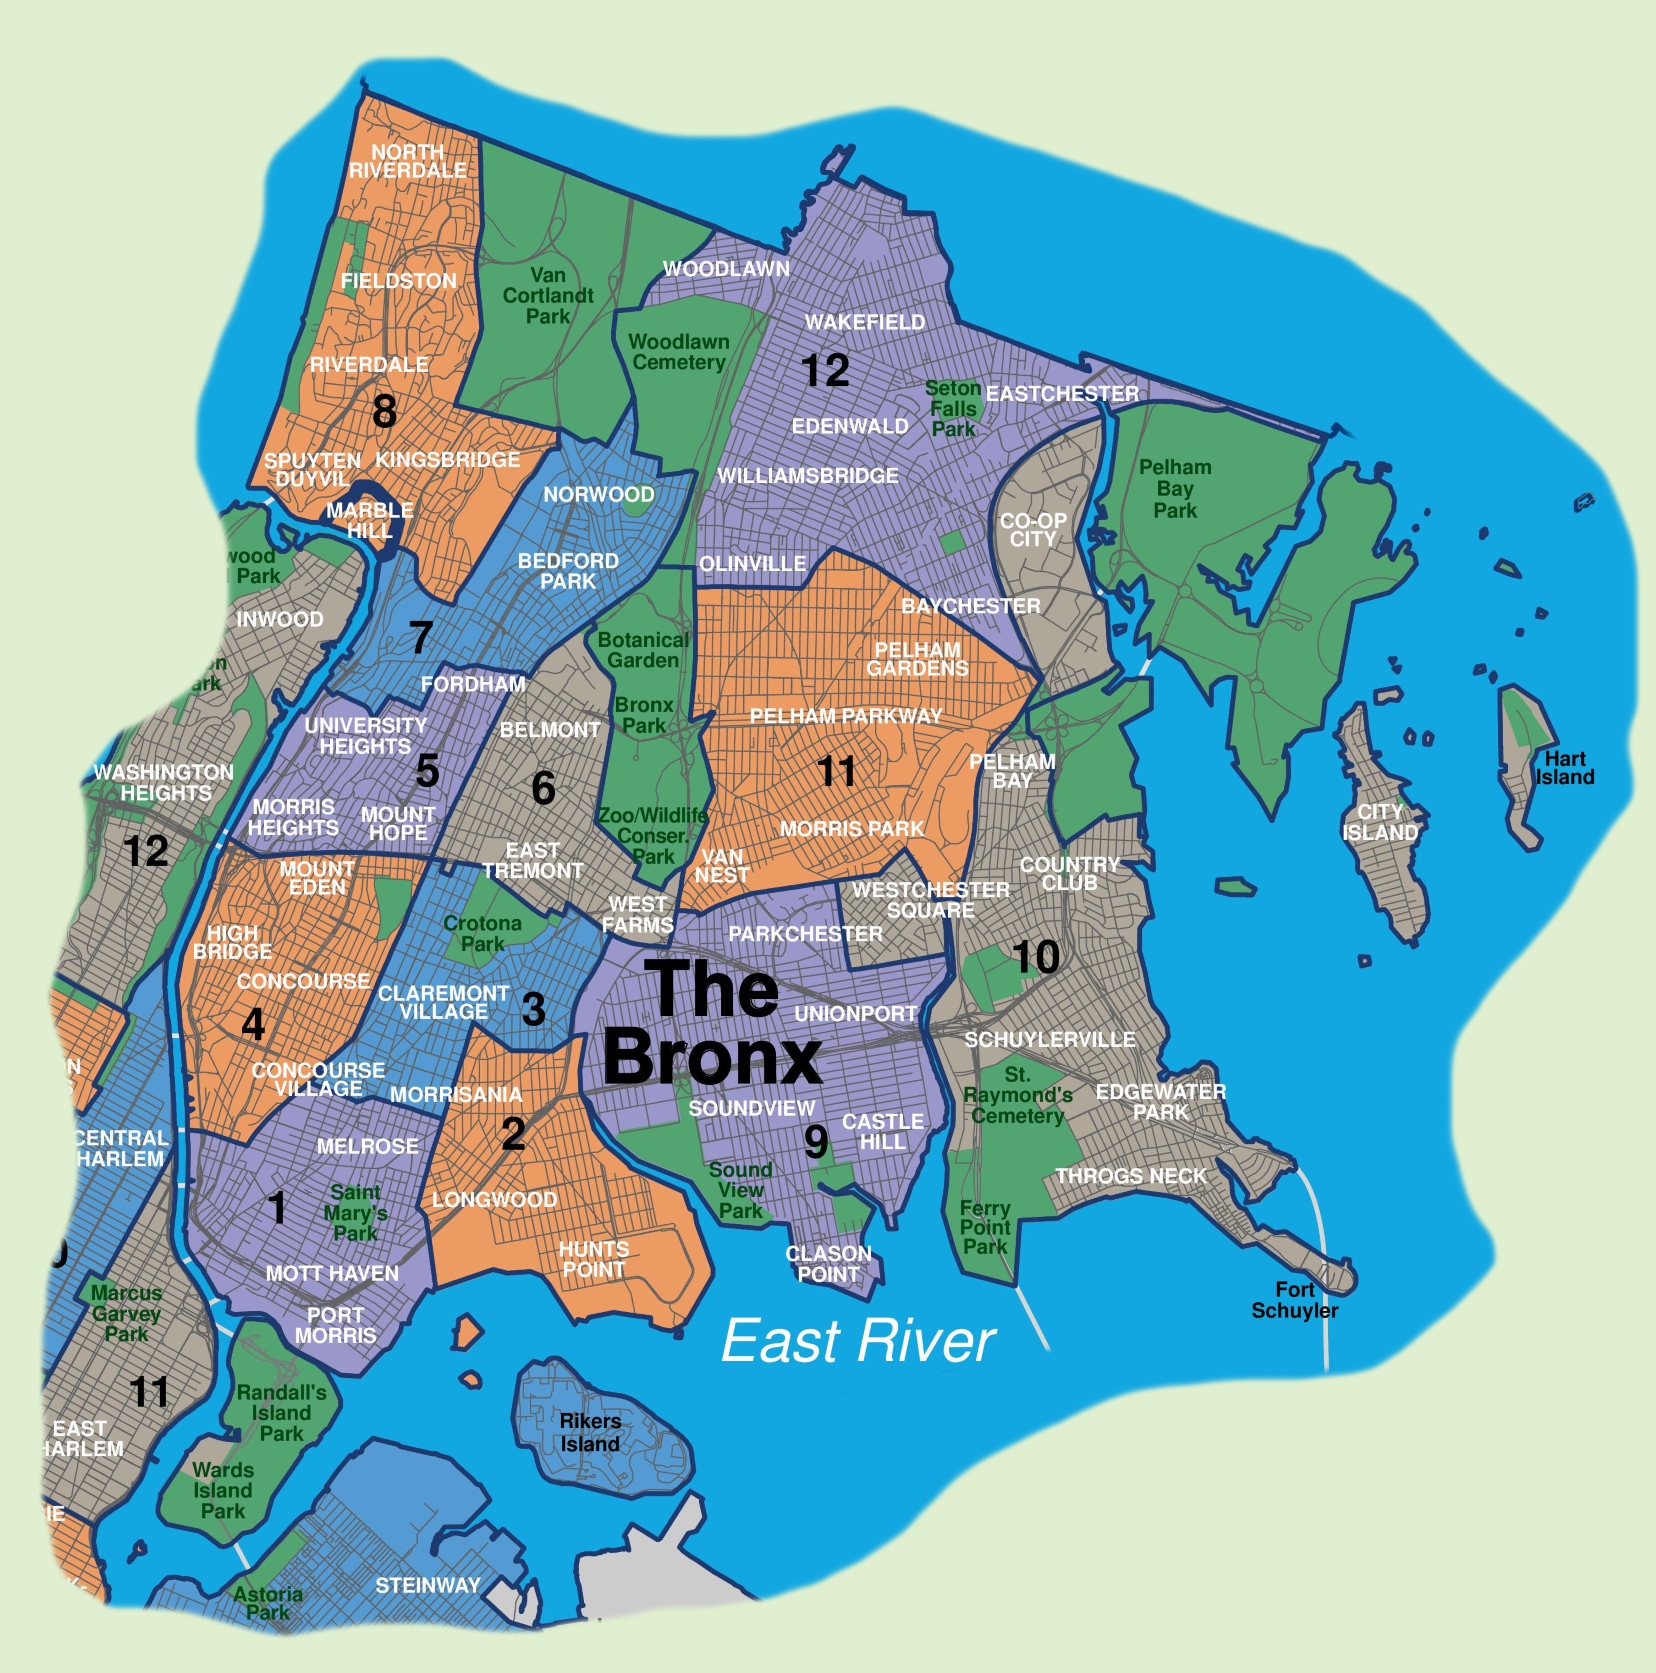 NORTH
RIVERDALE
FIELDSTON
Van
Cortlandt
Park
WOODLAWN
Woodlawn
Cemetery
WAKEFIELD
12
RIVERDALE
8
Seton
Falls
Park
EASTCHESTER
EDENWALD
SPUYTEN
DUYVIL
KINGSBRIDGE
WILLIAMSBRIDGE
Pelham
Bay
Park
MARBLE
HILL
NORWOOD
CO-OP
CITY
BEDFORD
PARK
OLINVILLE
wood
Park
INWOOD
BAYCHESTER
7
Botanical
Garden
PELHAM
GARDENS
FORDHAM
UNIVERSITY
HEIGHTS
BELMONT
Bronx
Park
PELHAM PARKWAY
5
6
11
PELHAM
BAY
Hart
Island
WASHINGTON
HEIGHTS
MORRIS
HEIGHTS
MOUNT
HOPE
Zoo/Wildlife
Conser.
Park
MORRIS PARK
CITY
ISLAND
12
EAST
TREMONT
VAN
NEST
MOUNT
EDEN
COUNTRY
CLUB
WESTCHESTER
SQUARE
WEST
FARMS
Crotona
Park
HIGH
BRIDGE
PARKCHESTER
10
CONCOURSE
CLAREMONT
VILLAGE
3
4
The
Bronx
UNIONPORT
SCHUYLERVILLE
CONCOURSE
VILLAGE
MORRISANIA
St.
Raymond's
Cemetery
EDGEWATER
PARK
SOUNDVIEW
CASTLE
HILL
9
2
CENTRAL
HARLEM
MELROSE
THROGS NECK
1
Saint
Mary's
Park
LONGWOOD
Sound
View
Park
Ferry
Point
Park
HUNTS
POINT
CLASON
POINT
MOTT HAVEN
Marcus
Garvey
Park
PORT
MORRIS
Fort
Schuyler
East River
11
Randall's
Island
Park
EAST
HARLEM
Rikers
Island
Wards
Island
Park
STEINWAY
Astoria
Park